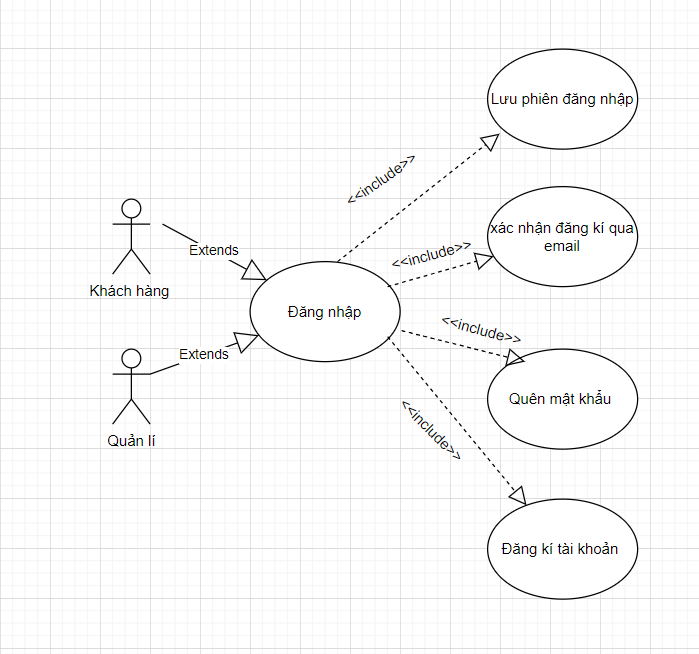 Lưu phiên đăng nhập
<<include>>
xác nhận đăng kí qua
email
<<include>>
Extends
Khách hàng
Đăng nhập
<<include>>
Extends
Quên mật khẩu
Quản lí
<<include>>
Đăng kí tài khoản